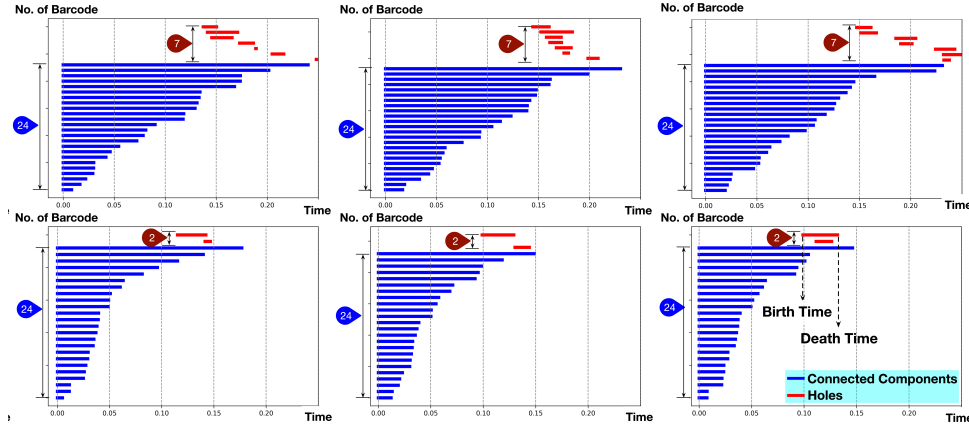 No. of Barcode No. of Barcode No. of Barcode
7 7 7
24 24 24
0.00 0.05 0.10 0.15 0.20 0.00 0.05 0.10 0.15 0.20 0.00 0.05 0.10 0.15 0.20
Time Time Time
No. of Barcode No. of Barcode No. of Barcode
2 2 2
24 24 24
Birth Time
Death Time
Connected Components
Holes
0.00 0.05 0.10 0.15 0.20 0.00 0.05 0.10 0.15 0.20 0.00 0.05 0.10 0.15 0.20
Time Time Time